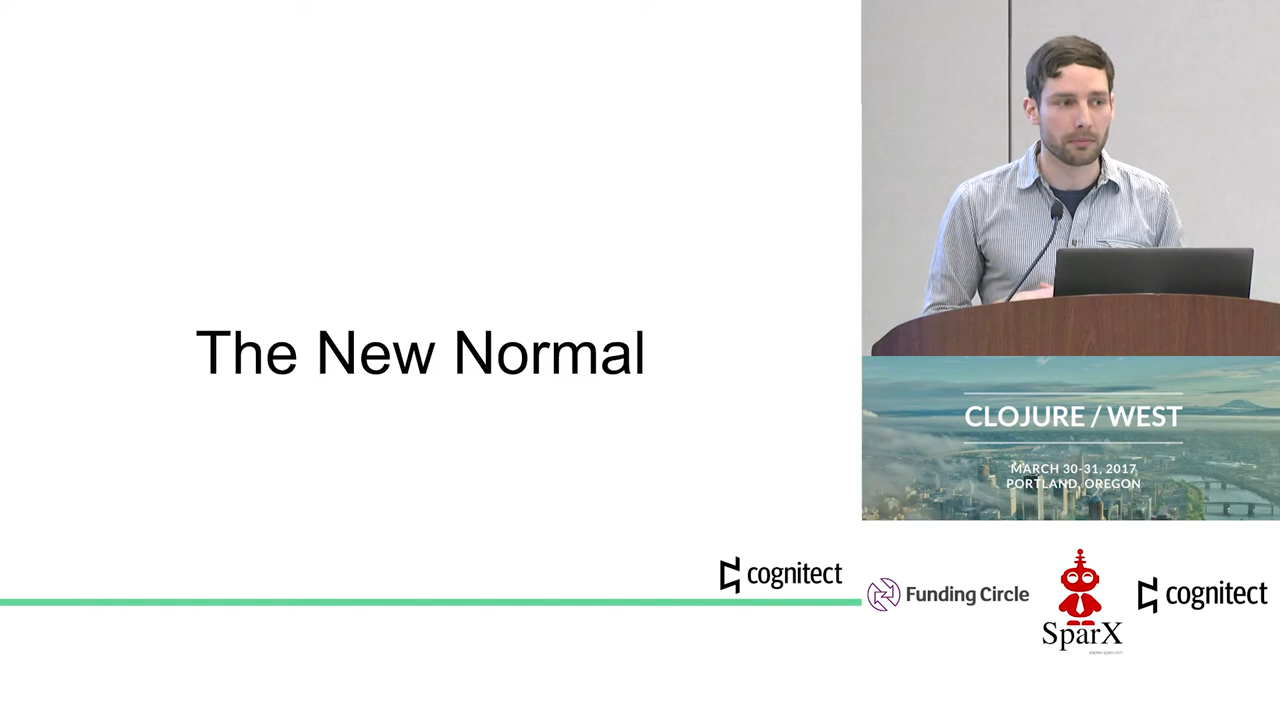 The New Normal
cognitect
CLOJURE / WEST
MARCH 30-31, 2017
PORTLAND, OREGON
Funding Circle
SparX
cognitect